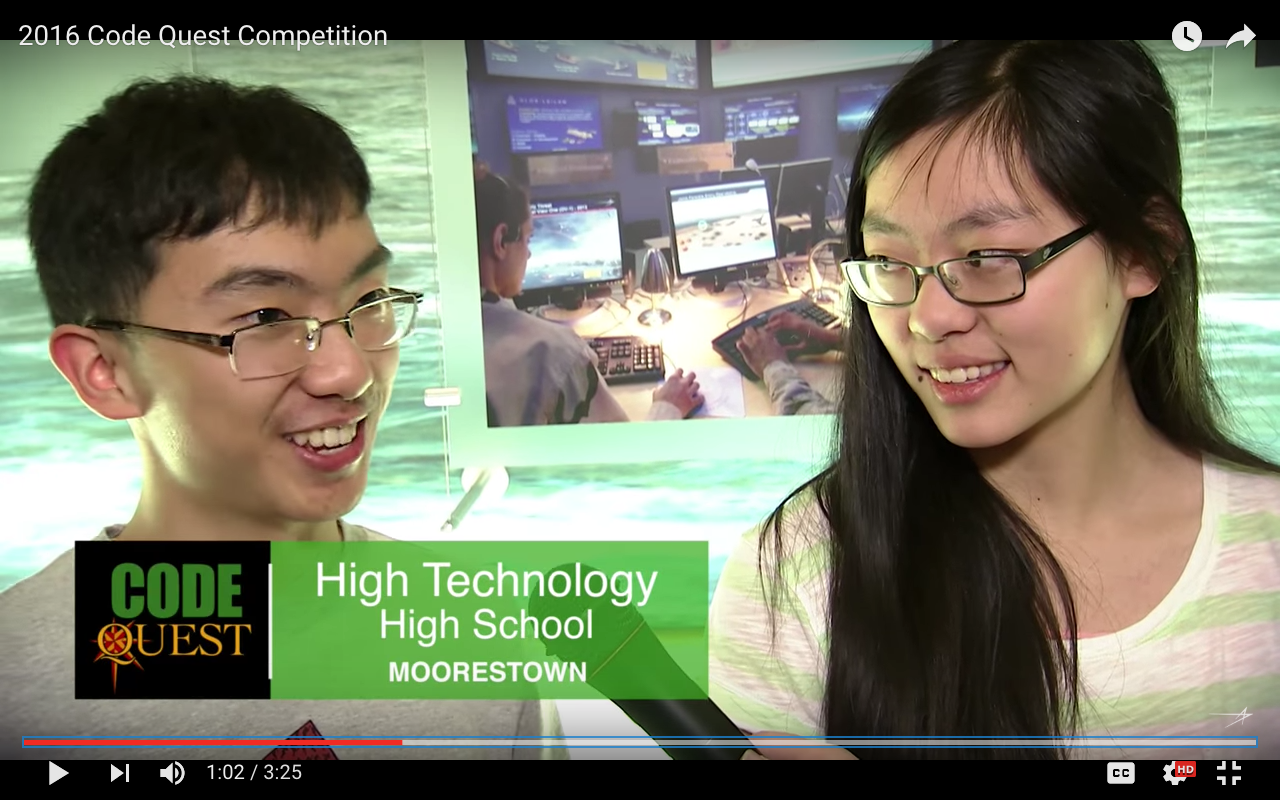 2016 Code Quest Competition
CODE
QUEST
High Technology
High School
MOORESTOWN
1:02 / 3:25
CC
HD